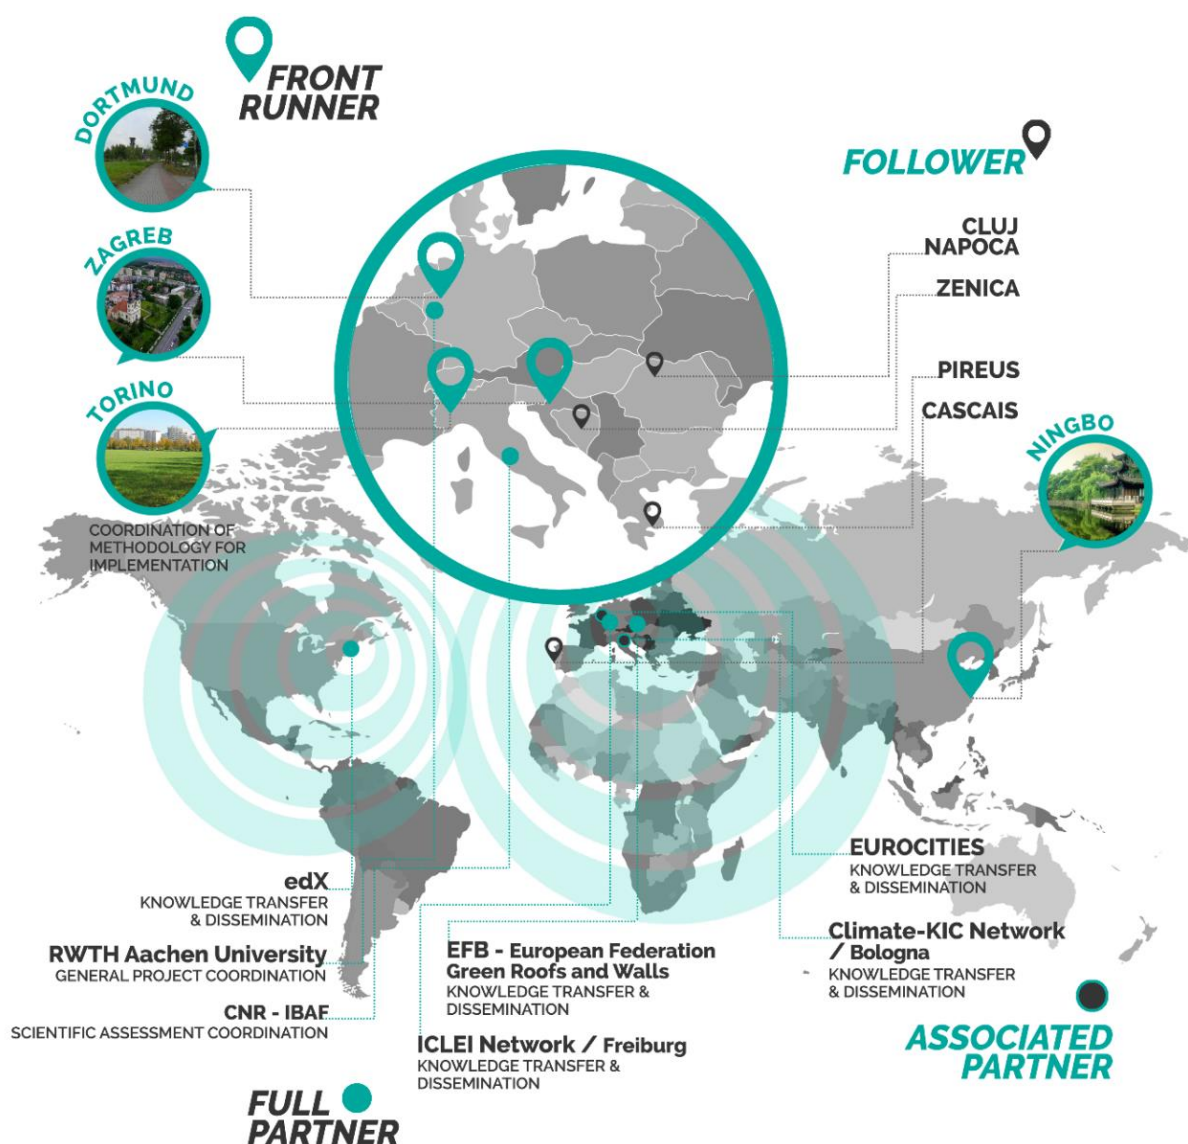 FRONT
RUNNER
DORTMUND
ZAGREB
TORINO
COORDINATION OF
METHODOLOGY FOR
IMPLEMENTATION
FOLLOWER
CLUJ
NAPOCA
ZENICA
PIREUS
CASCAIS
NINGBO
edX
KNOWLEDGE TRANSFER
& DISSEMINATION
RWTH Aachen University
GENERAL PROJECT COORDINATION
CNR - IBAF
SCIENTIFIC ASSESSMENT COORDINATION
EFB - European Federation
Green Roofs and Walls
KNOWLEDGE TRANSFER &
DISSEMINATION
ICLEI Network / Freiburg
KNOWLEDGE TRANSFER &
DISSEMINATION
EUROCITIES
KNOWLEDGE TRANSFER
& DISSEMINATION
Climate-KIC Network
/ Bologna
KNOWLEDGE TRANSFER
& DISSEMINATION
ASSOCIATED
PARTNER
FULL
PARTNER